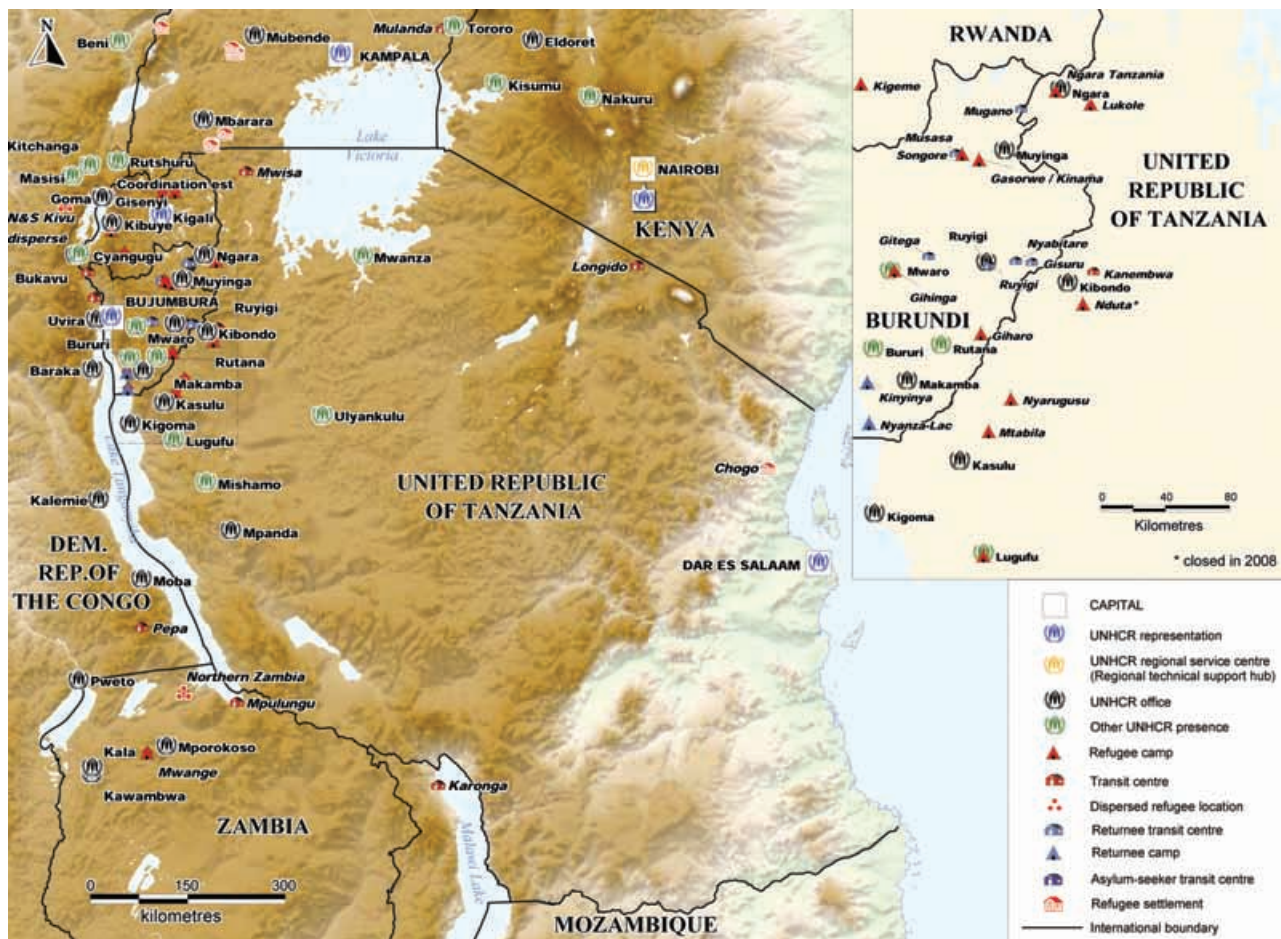 N
Beni
Mubende
Mulanda
Tororo
Eldoret
KAMPALA
Kisumu
Nakuru
Mbarara
Lake
Victoria
Kitchanga
Rutshuru
Masisi
Mwisa
NAIROBI
Coordination est
Goma
Gisenyi
N&S Kivu
disperse
Kigali
Kibuye
KENYA
Cyangugu
Ngara
Mwanza
Longido
Bukavu
Muyinga
BUJUMBURA
Ruyigi
Uvira
Kibondo
Bururi
Mwaro
Baraka
Rutana
Makamba
Kasulu
Ulyankulu
Kigoma
Lugufu
Lake Tanganyika
Chogo
Mishamo
UNITED REPUBLIC
OF TANZANIA
Kalemie
Mpanda
DEM.
REP.OF
THE CONGO
DAR ES SALAAM
Moba
Pepa
Northern Zambia
Pweto
Mpulungu
Kala
Mporokoso
Mwange
Kawambwa
Karonga
ZAMBIA
Malawi Lake
0 150 300
kilometres
MOZAMBIQUE
RWANDA
Kigeme
Ngara Tanzania
Ngara
Mugano
Lukole
Musasa
Songore
Muyinga
Gasorwe / Kinama
UNITED
REPUBLIC
OF TANZANIA
Gitega
Ruyigi
Nyabitare
Mwaro
Gisuru
Kanembwa
Ruyigi
Kibondo
Gihinga
Nduta*
BURUNDI
Giharo
Bururi
Rutana
Makamba
Kinyinya
Nyarugusu
Nyanza-Lac
Mtabila
Kasulu
0 40 80
Kilometres
Kigoma
Lugufu
* closed in 2008
CAPITAL
UNHCR representation
UNHCR regional service centre
(Regional technical support hub)
UNHCR office
Other UNHCR presence
Refugee camp
Transit centre
Dispersed refugee location
Returnee transit centre
Returnee camp
Asylum-seeker transit centre
Refugee settlement
International boundary